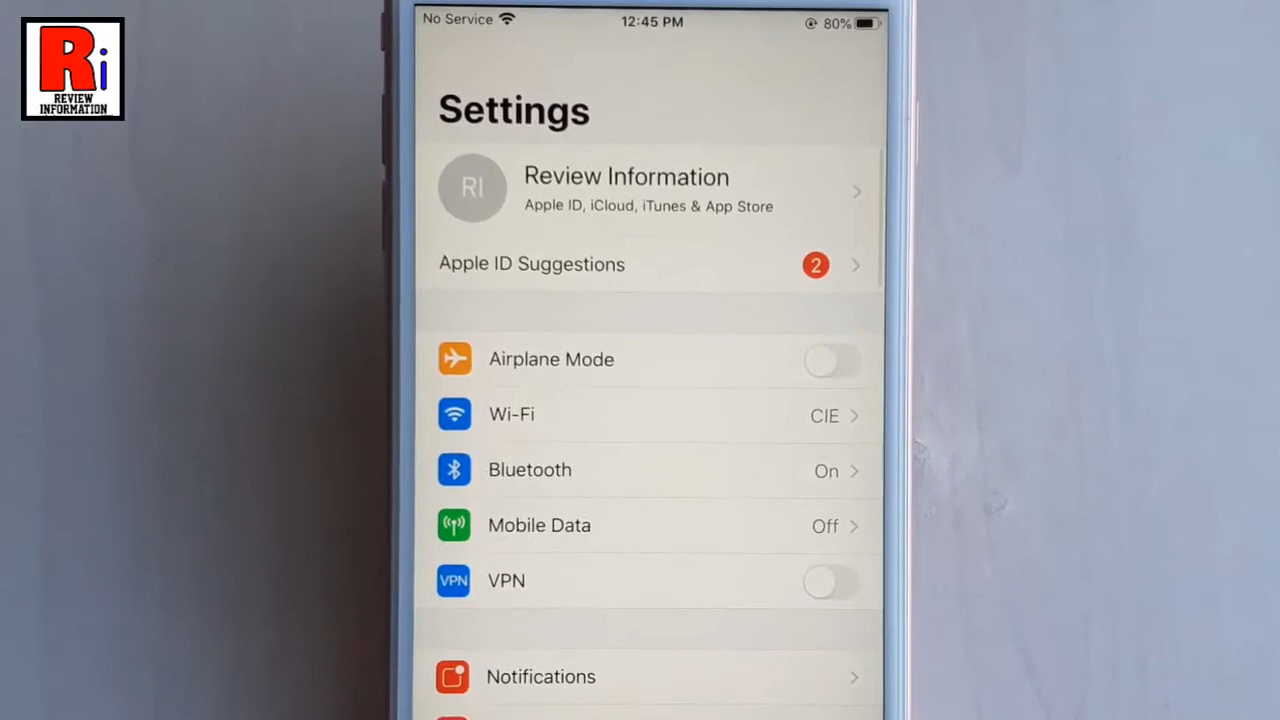 Ri
REVIEW
INFORMATION
No Service 12:45 PM 80%
Settings
RI
Review Information
Apple ID, iCloud, iTunes & App Store
Apple ID Suggestions 2
Airplane Mode
Wi-Fi CIE
Bluetooth On
Mobile Data Off
VPN VPN
Notifications